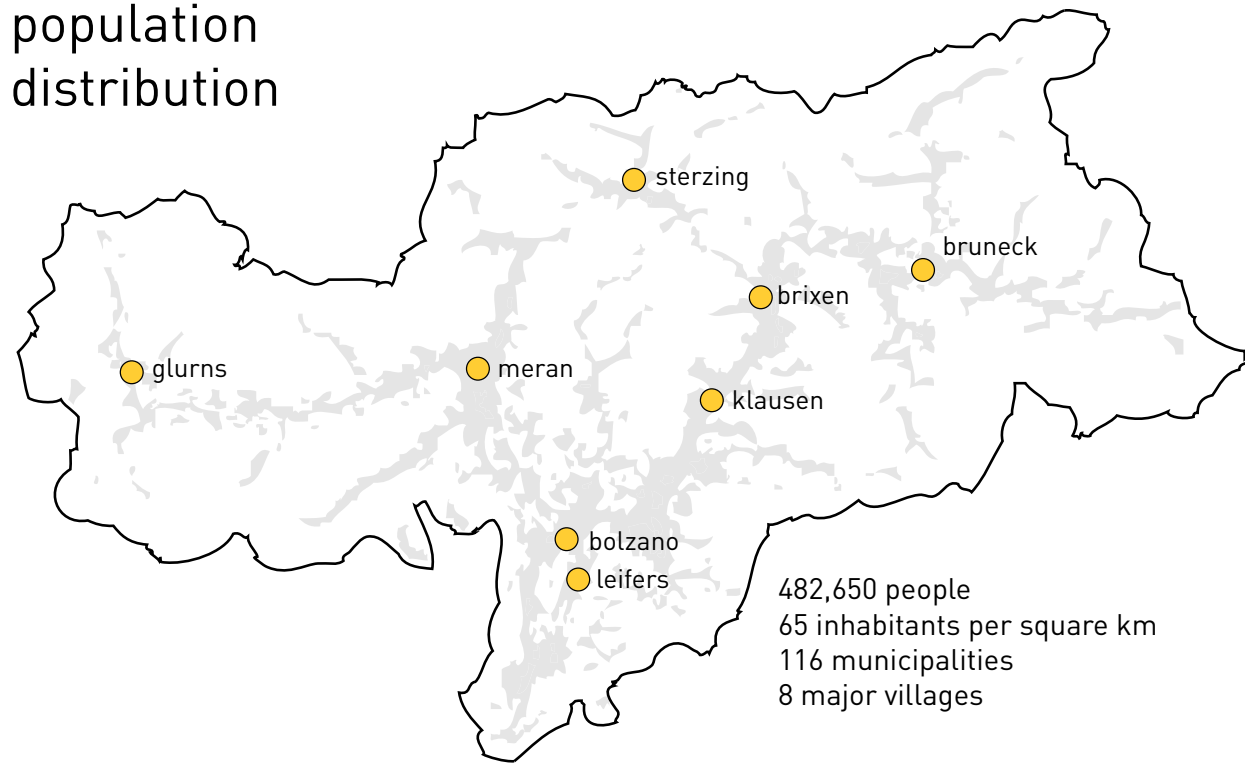 population
distribution
sterzing
bruneck
brixen
glurns
meran
klausen
bolzano
leifers
482,650 people
65 inhabitants per square km
116 municipalities
8 major villages